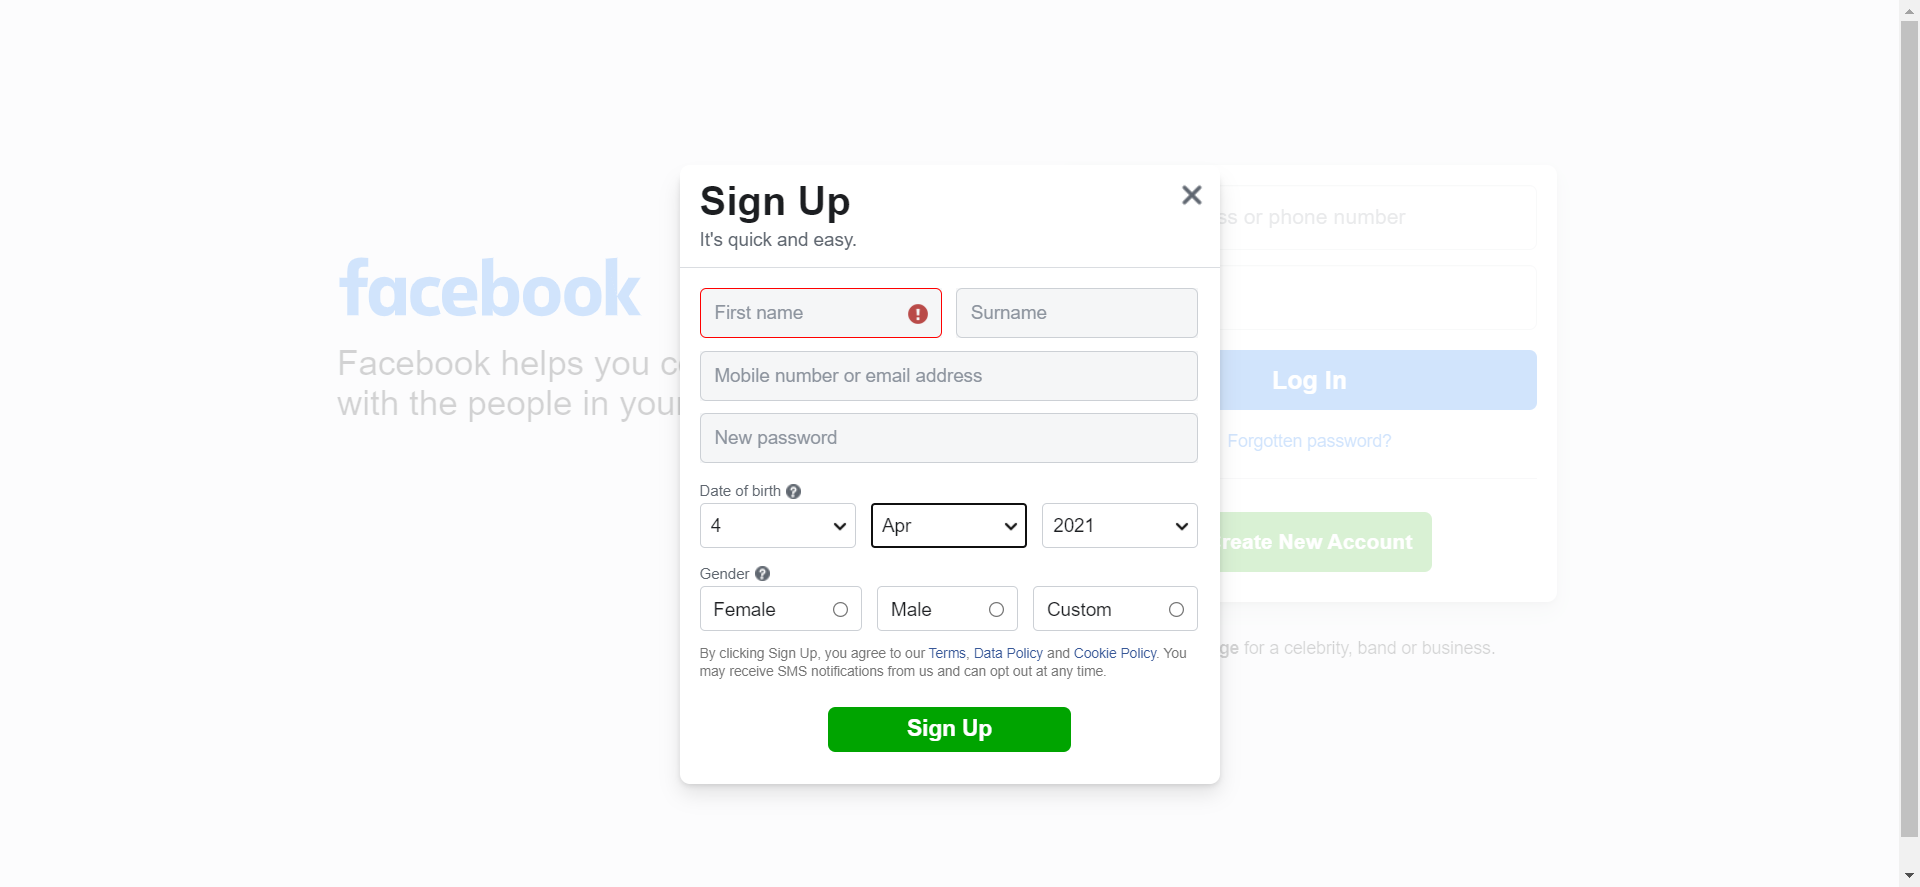 Sign Up
It's quick and easy.
facebook
Facebook helps you c
with the people in your
First name
Surname
Mobile number or email address
New password
Date of birth ?
4
Apr
2021
Gender ?
Female
Male
Custom
By clicking Sign Up, you agree to our Terms, Data Policy and Cookie Policy. You
may receive SMS notifications from us and can opt out at any time.
Sign Up
ss or phone number
Log In
Forgotten password?
reate New Account
ge for a celebrity, band or business.